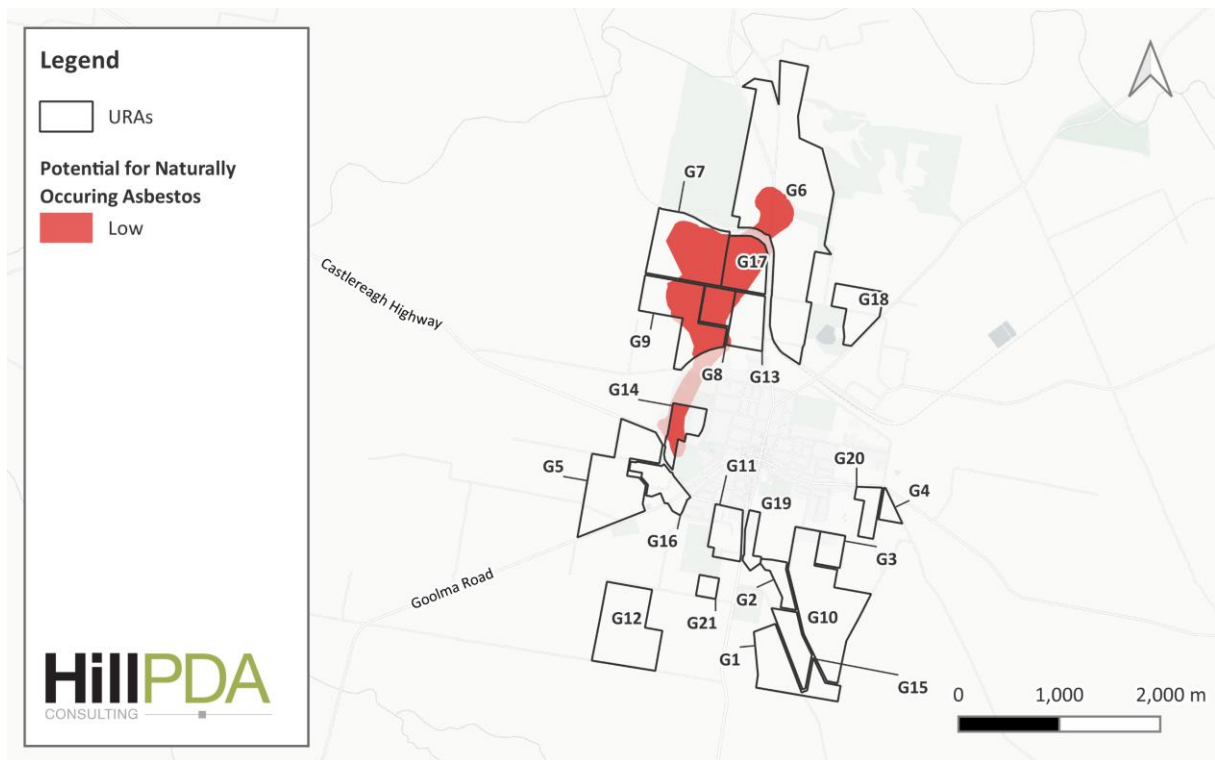 Legend
URAs
Potential for Naturally
Occuring Asbestos
Low
HillPDA
CONSULTING
G7
G6
G17
Castlereagh Highway
G18
G9
G8
G13
G14
G5
G11
G20
G4
G19
G16
G3
Goolma Road
G2
G12
G21
G10
G1
G15
0 1,000 2,000 m